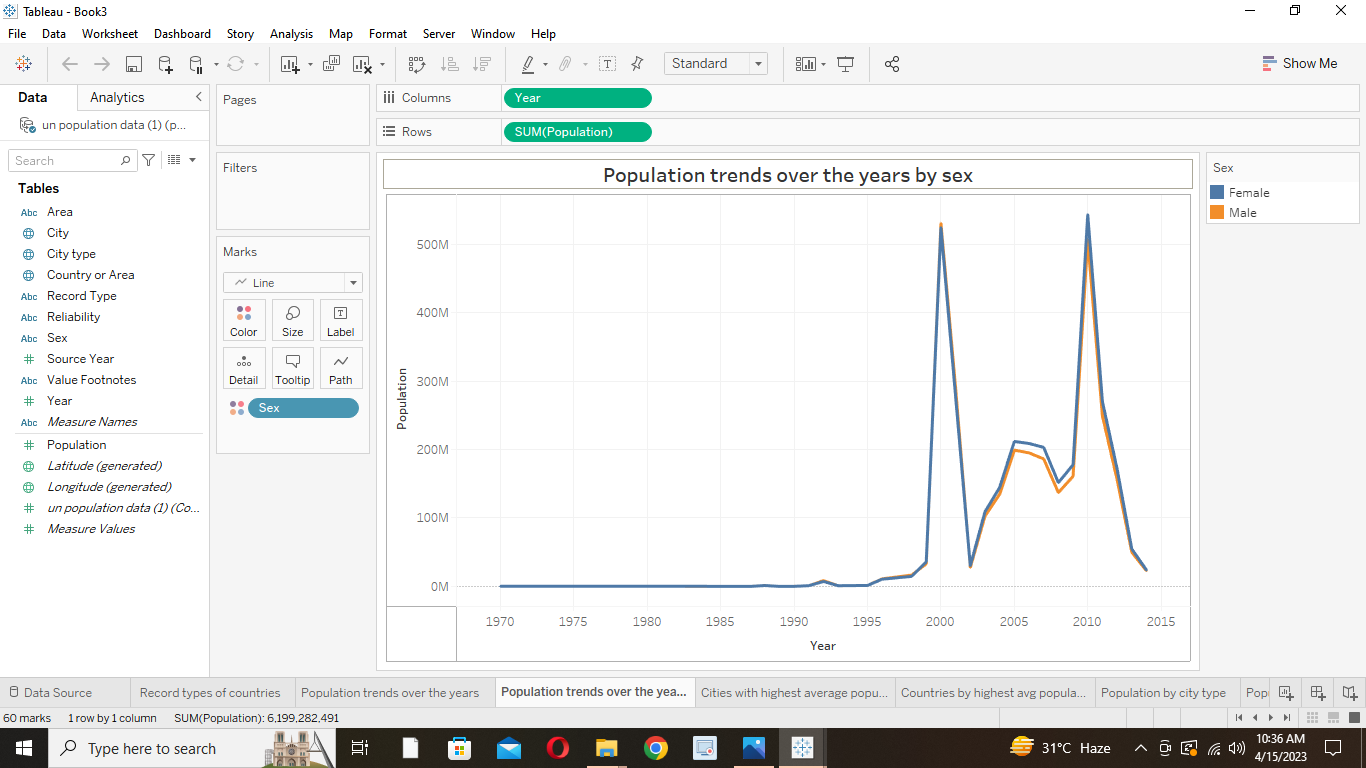 Tableau - Book3
File Data Worksheet Dashboard Story Analysis Map Format Server Window Help
Standard
Show Me
Data Analytics
un population data (1) (p...
Search
Tables
Abc Area
City
City type
Country or Area
Abc Record Type
Abc Reliability
Abc Sex
# Source Year
# Value Footnotes
# Year
Abc Measure Names
# Population
Latitude (generated)
Longitude (generated)
# un population data (1) (Co...
# Measure Values
Pages
Filters
Marks
Line
Color Size Label
Detail Tooltip Path
Sex
Columns Year
Rows SUM(Population)
Population trends over the years by sex
Population
500M
400M
300M
200M
100M
0M
1970 1975 1980 1985 1990 1995 2000 2005 2010 2015
Year
Sex
Female
Male
Data Source Record types of countries Population trends over the years Population trends over the yea... Cities with highest average popu... Countries by highest avg popula... Population by city type Pop
60 marks 1 row by 1 column SUM(Population): 6,199,282,491
Type here to search
31°C Haze
10:36 AM
4/15/2023